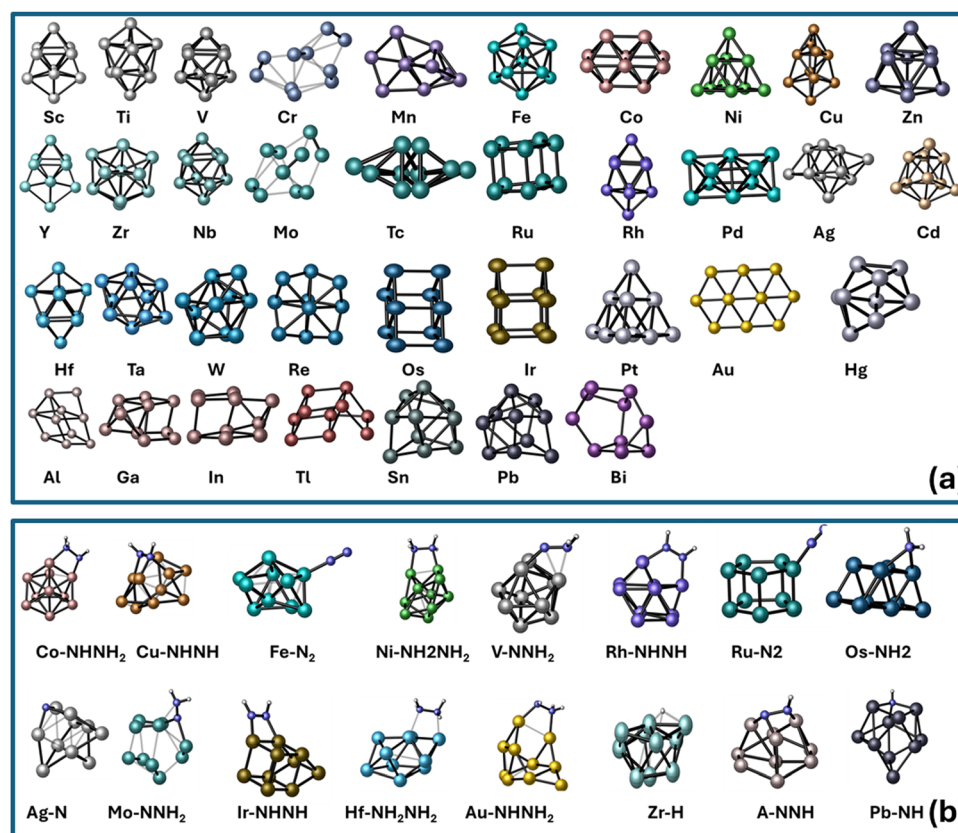 Sc Ti V Cr Mn Fe Co Ni Cu Zn
Y Zr Nb Mo Tc Ru Rh Pd Ag Cd
Hf Ta W Re Os Ir Pt Au Hg
Al Ga In Tl Sn Pb Bi
(a)
Co-NHNH₂ Cu-NHNH Fe-N₂ Ni-NH2NH₂ V-NNH₂ Rh-NHNH Ru-N2 Os-NH2
Ag-N Mo-NNH₂ Ir-NHNH Hf-NH₂NH₂ Au-NHNH₂ Zr-H A-NNH Pb-NH
(b